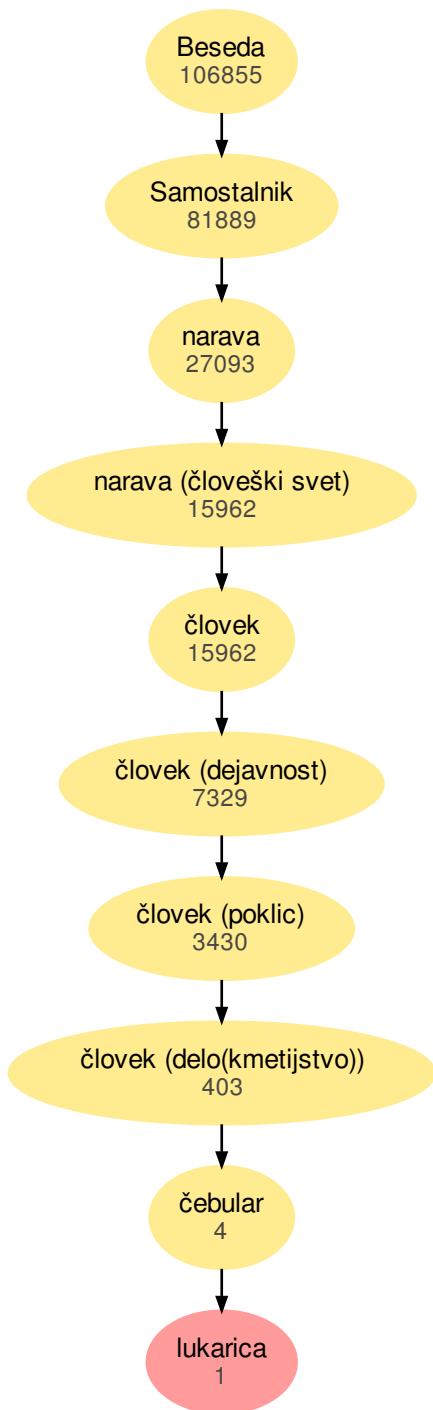 Beseda
106855
Samostalnik
81889
narava
27093
narava (človeški svet)
15962
človek
15962
človek (dejavnost)
7329
človek (poklic)
3430
človek (delo(kmetijstvo))
403
čebular
4
lukarica
1